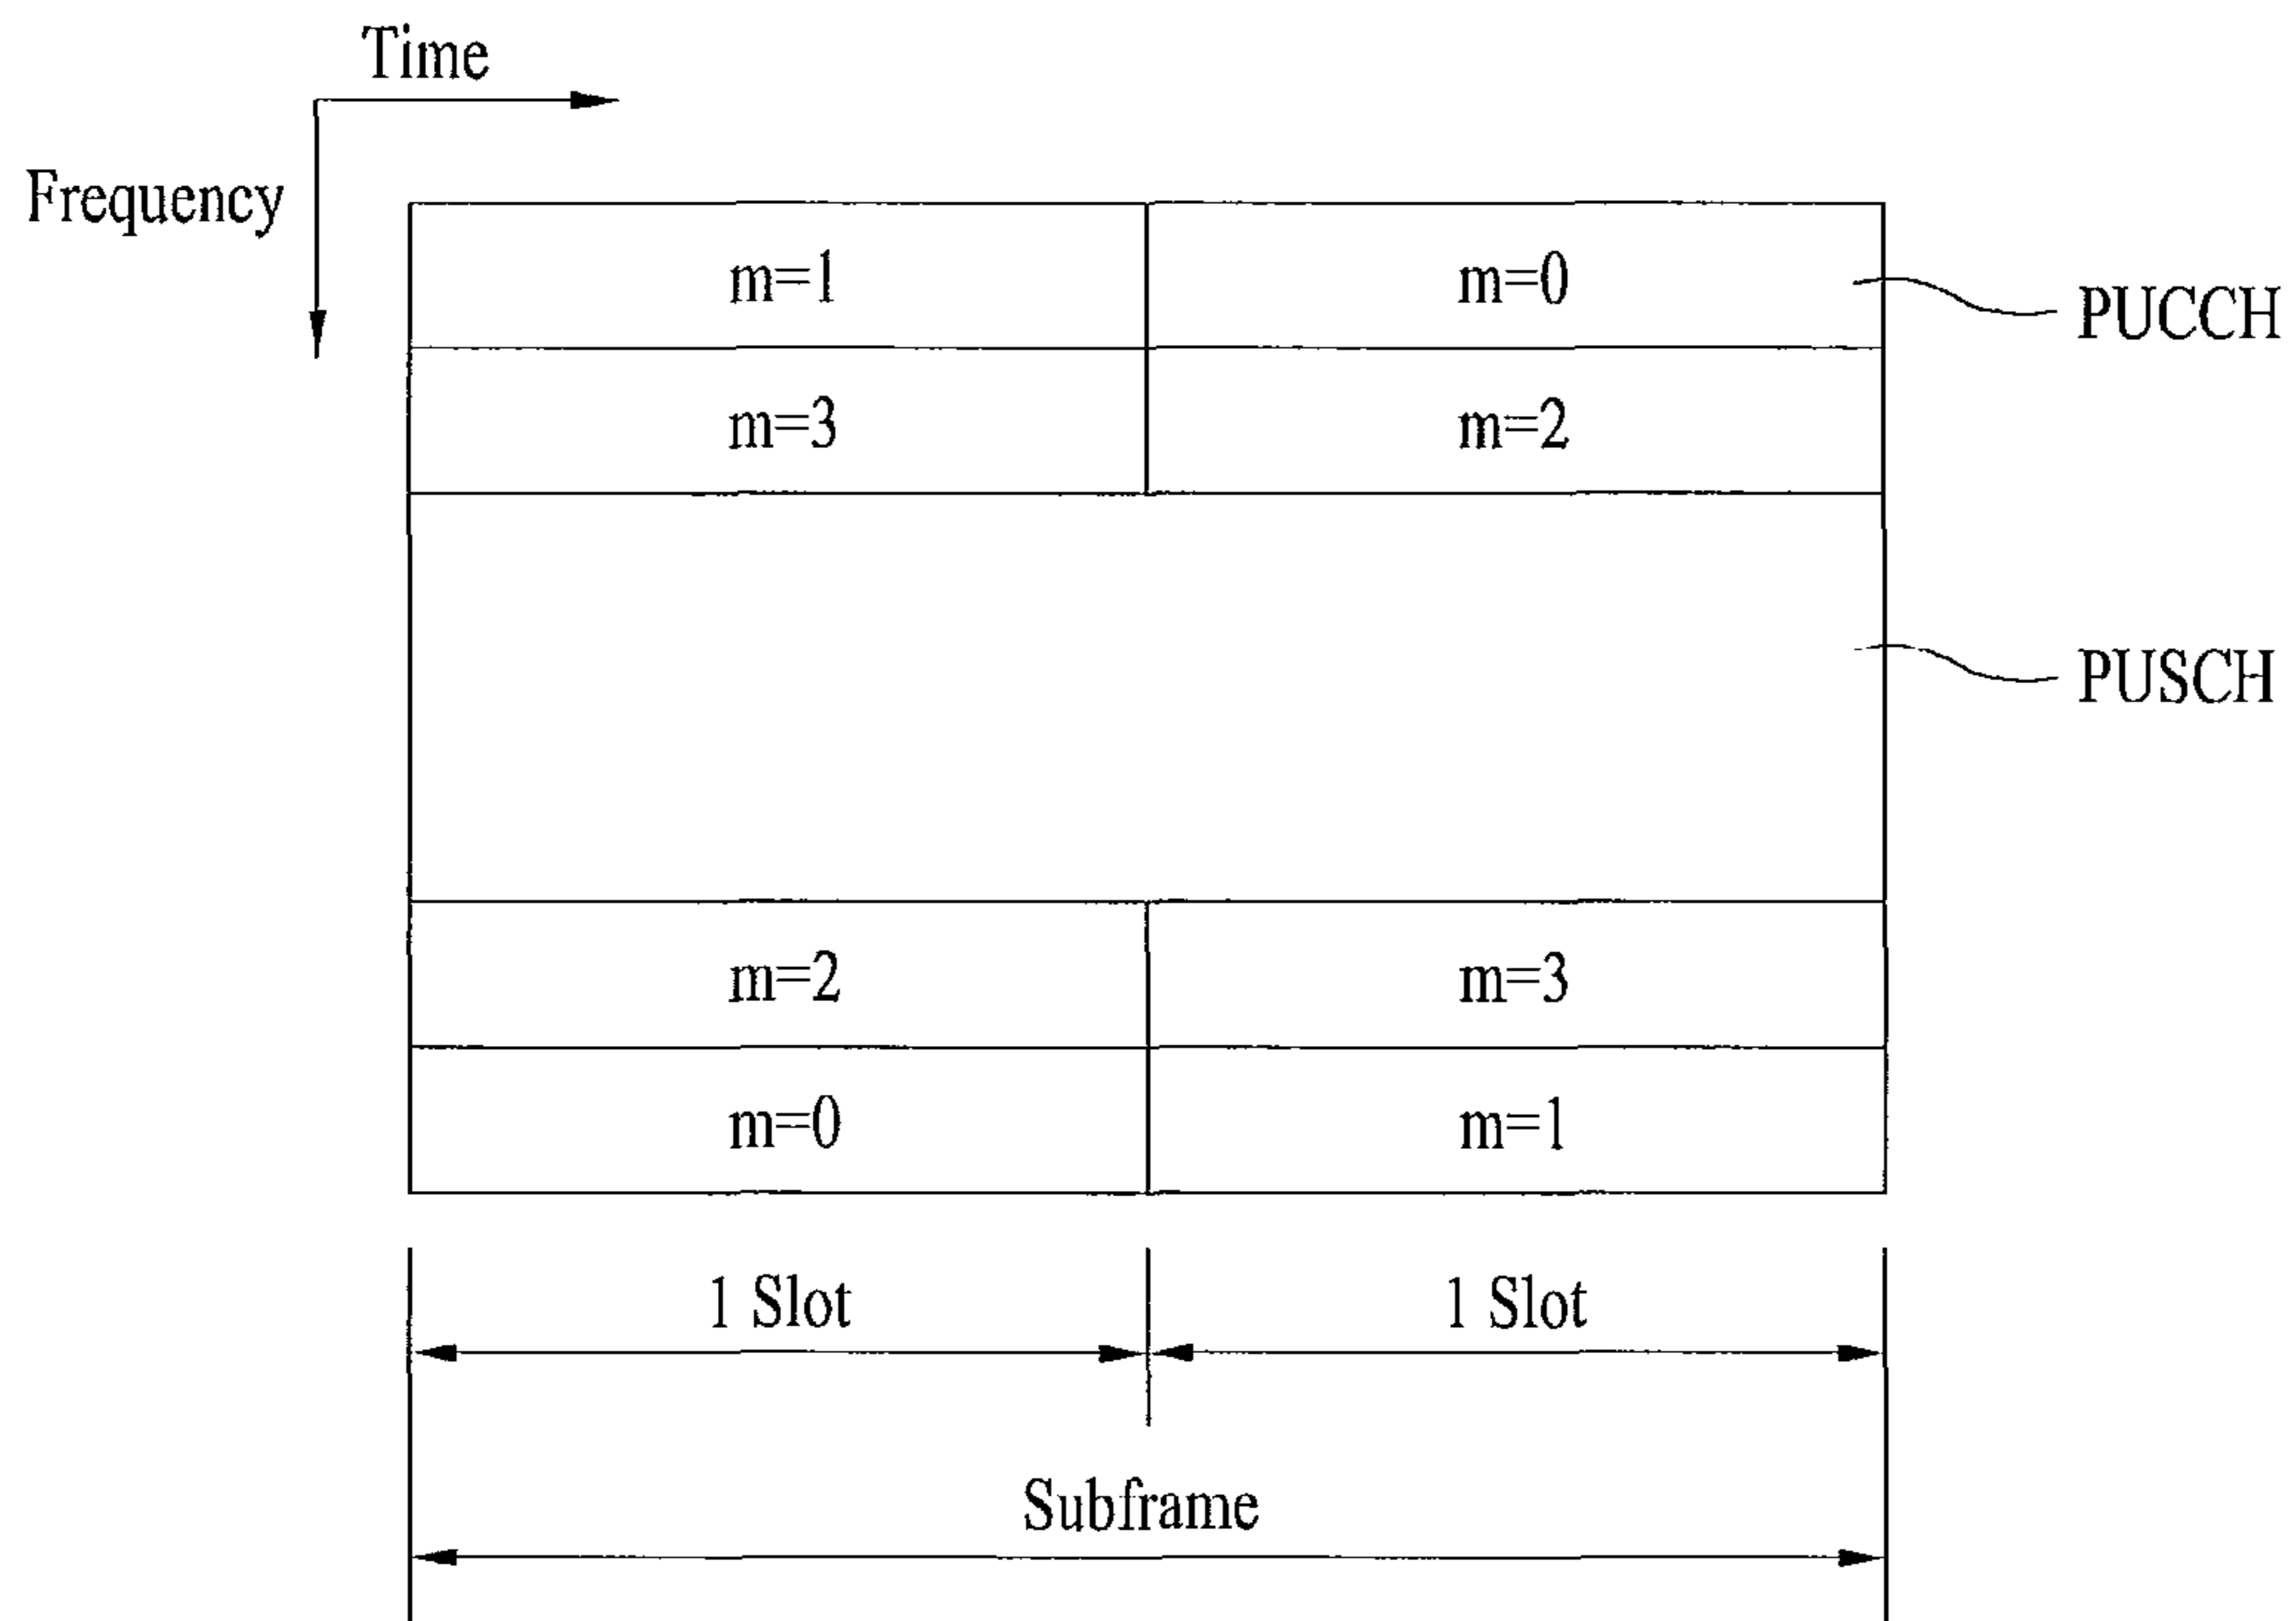 Time
Frequency
m=1 m=0
PUCCH
m=3 m=2
PUSCH
m=2 m=3
m=0 m=1
1 Slot 1 Slot
Subframe